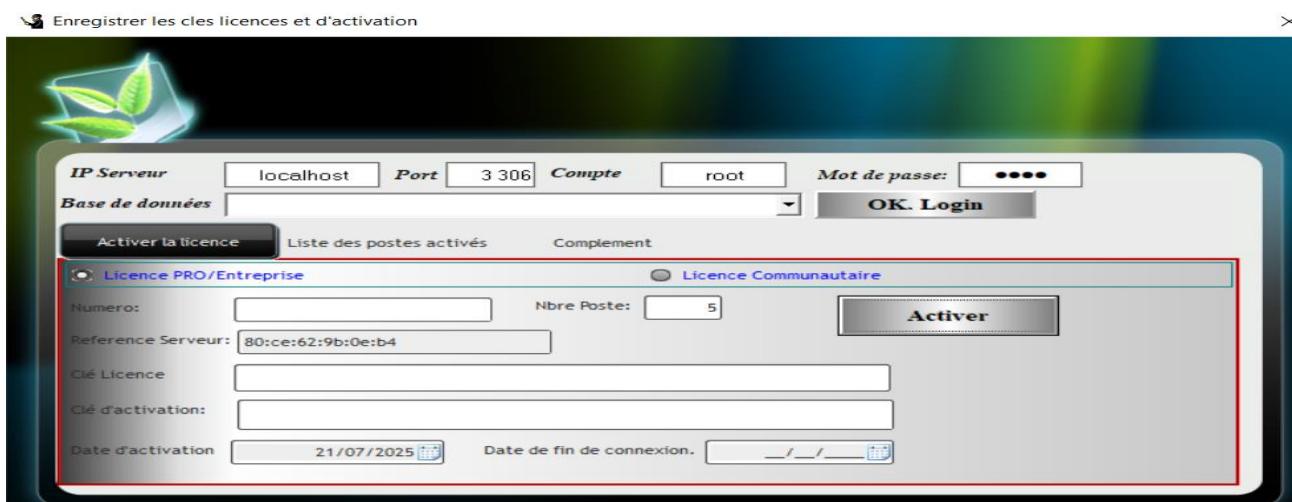 Enregistrer les cles licences et d'activation
IP Serveur localhost Port 3 306 Compte root Mot de passe: ●●●●
Base de données OK. Login
Activer la licence Liste des postes activés Complement
Licence PRO/Entreprise Licence Communautaire
Numero: Nbre Poste: 5 Activer
Reference Serveur: 80:ce:62:9b:0e:b4
Clé Licence
Clé d'activation:
Date d'activation 21/07/2025 Date de fin de connexion. __/__/____